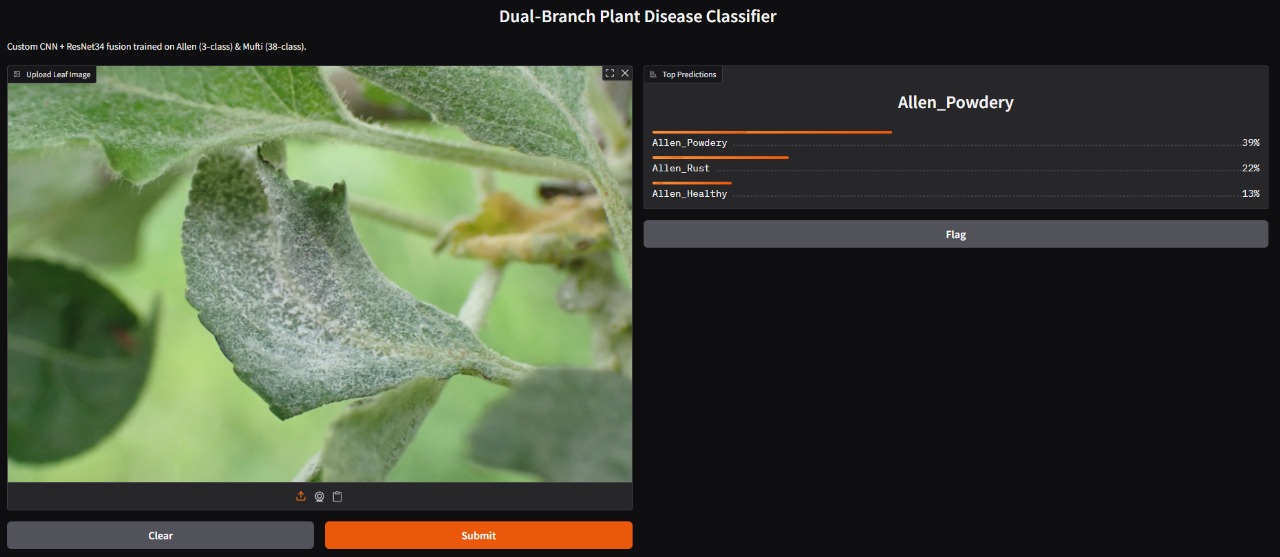 Dual-Branch Plant Disease Classifier
Custom CNN + ResNet34 fusion trained on Allen (3-class) & Mufti (38-class).
Upload Leaf Image
Top Predictions
Allen_Powdery
Allen_Powdery 39%
Allen_Rust 22%
Allen_Healthy 13%
Flag
Clear
Submit